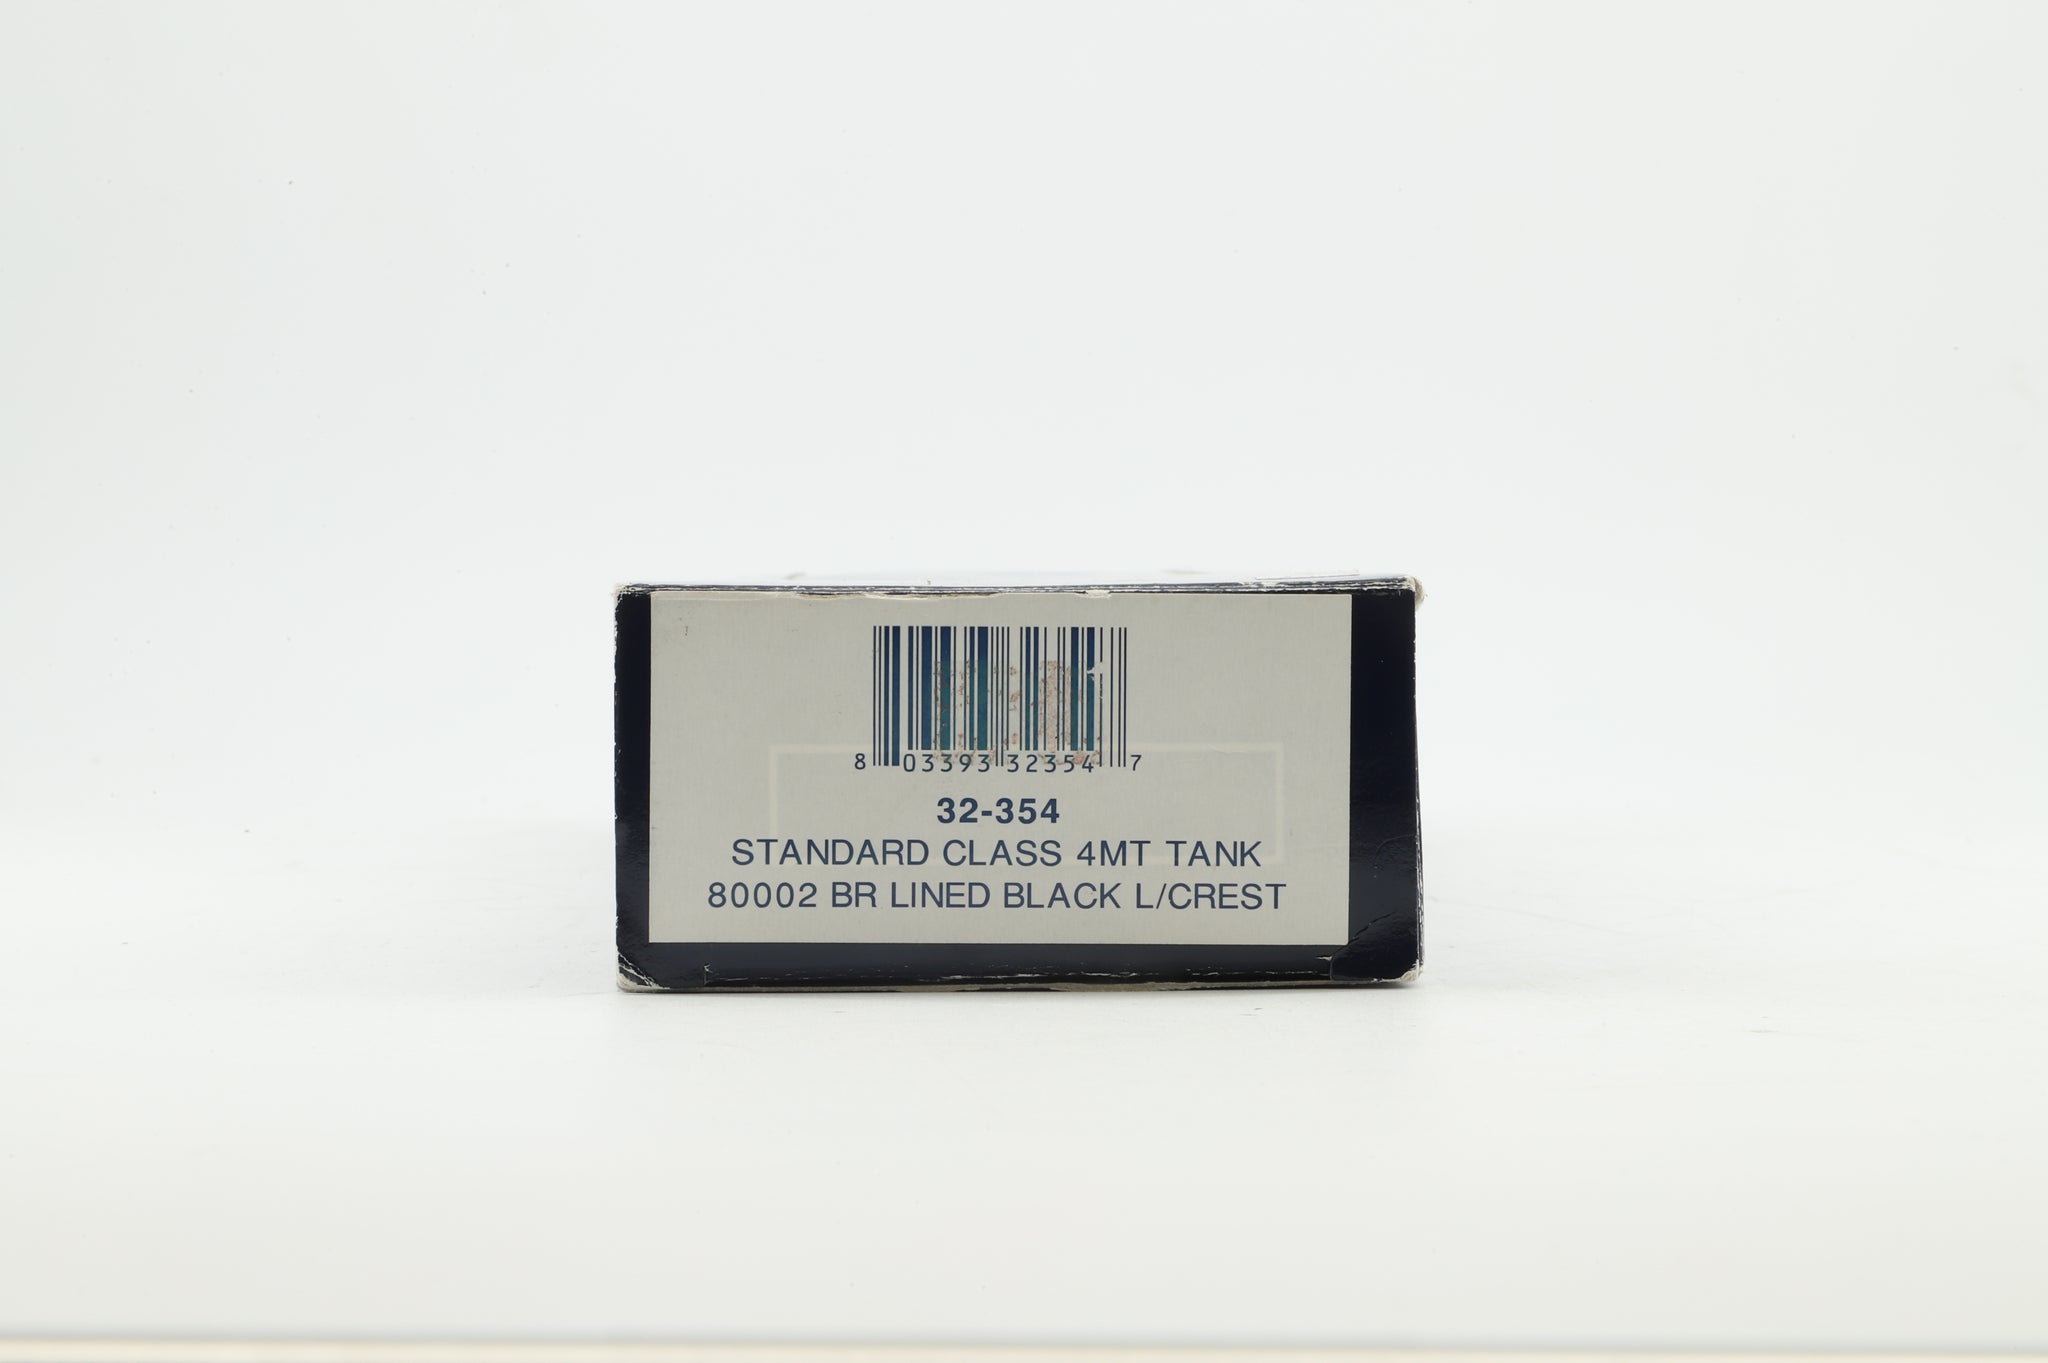 8 03393 32354 7
32-354
STANDARD CLASS 4MT TANK
80002 BR LINED BLACK L/CREST